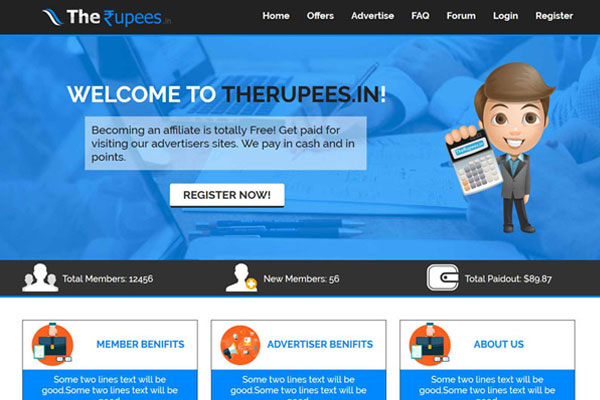 The ₹upees.in
Home Offers Advertise FAQ Forum Login Register
WELCOME TO THERUPEES.IN!
Becoming an affiliate is totally Free! Get paid for
visiting our advertisers sites. We pay in cash and in
points.
REGISTER NOW!
Total Members: 12456 New Members: 56 Total Paidout: $89.87
MEMBER BENIFITS ADVERTISER BENIFITS ABOUT US
Some two lines text will be Some two lines text will be Some two lines text will be
good.Some two lines text will be good.Some two lines text will be good.Some two lines text will be